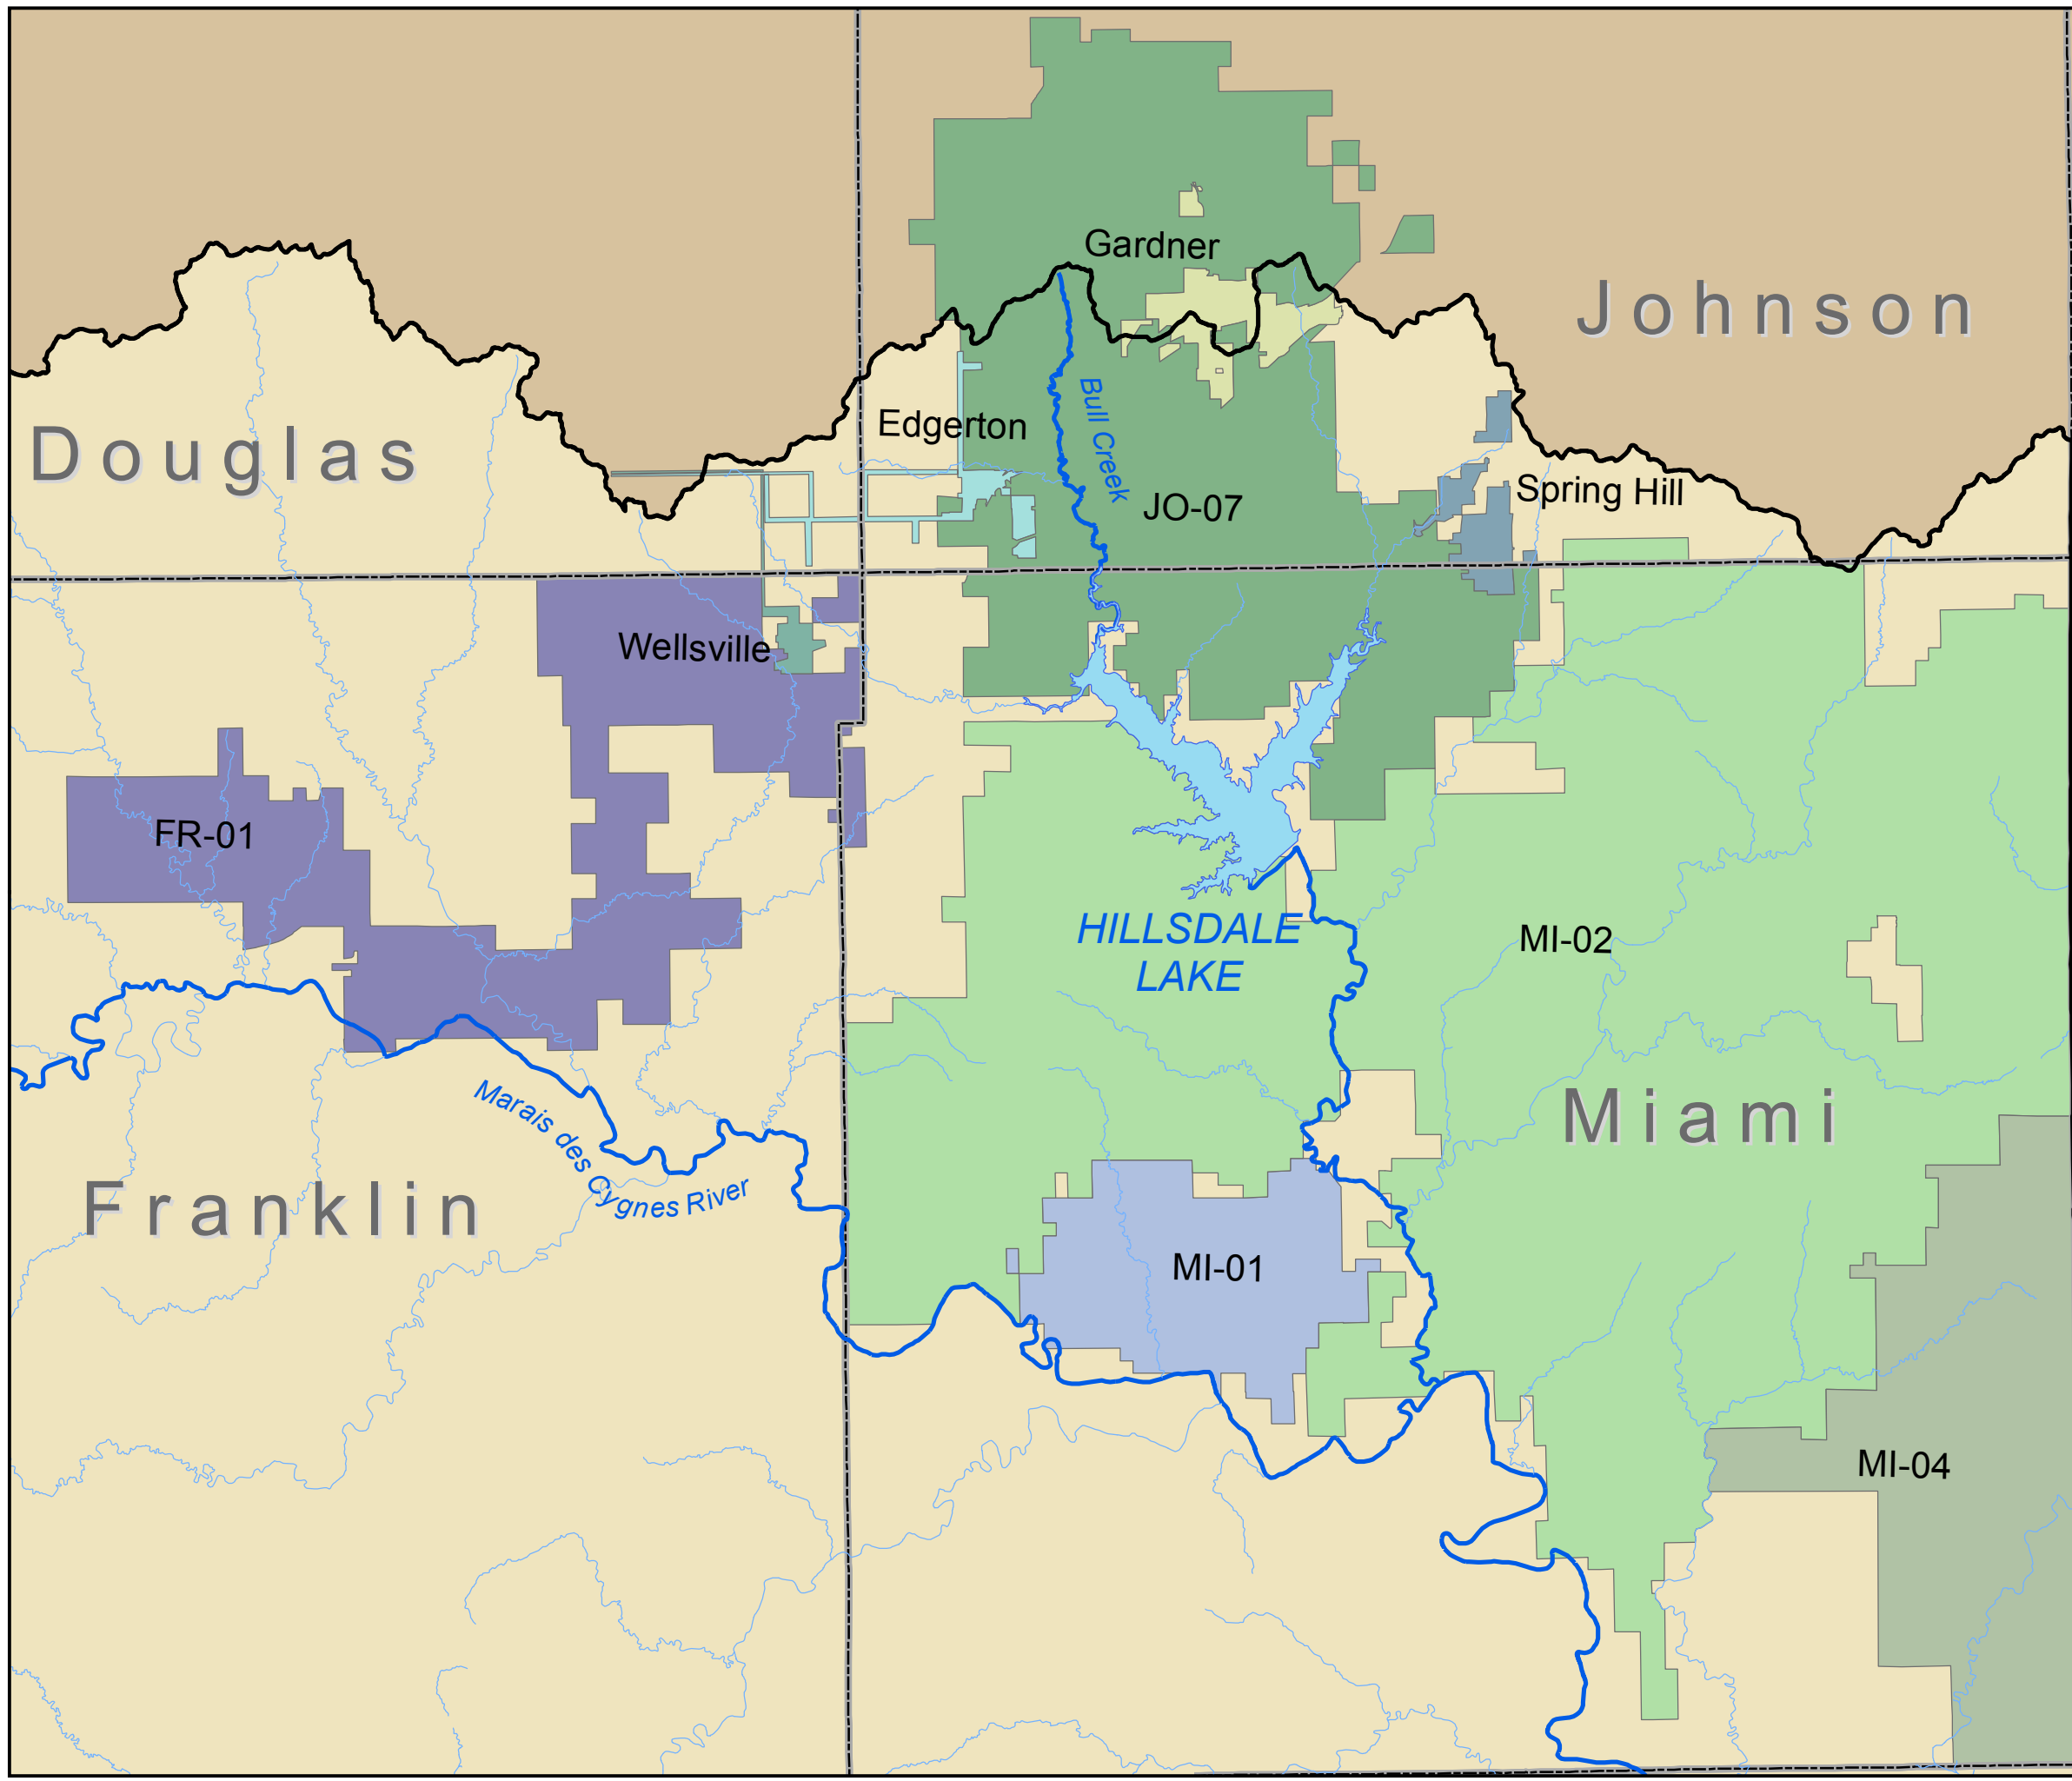 Gardner
Johnson
Bull Creek
Edgerton
Douglas
JO-07
Spring Hill
Wellsville
FR-01
HILLSDALE
LAKE
MI-02
Marais des
Cygnes River
Miami
Franklin
MI-01
MI-04